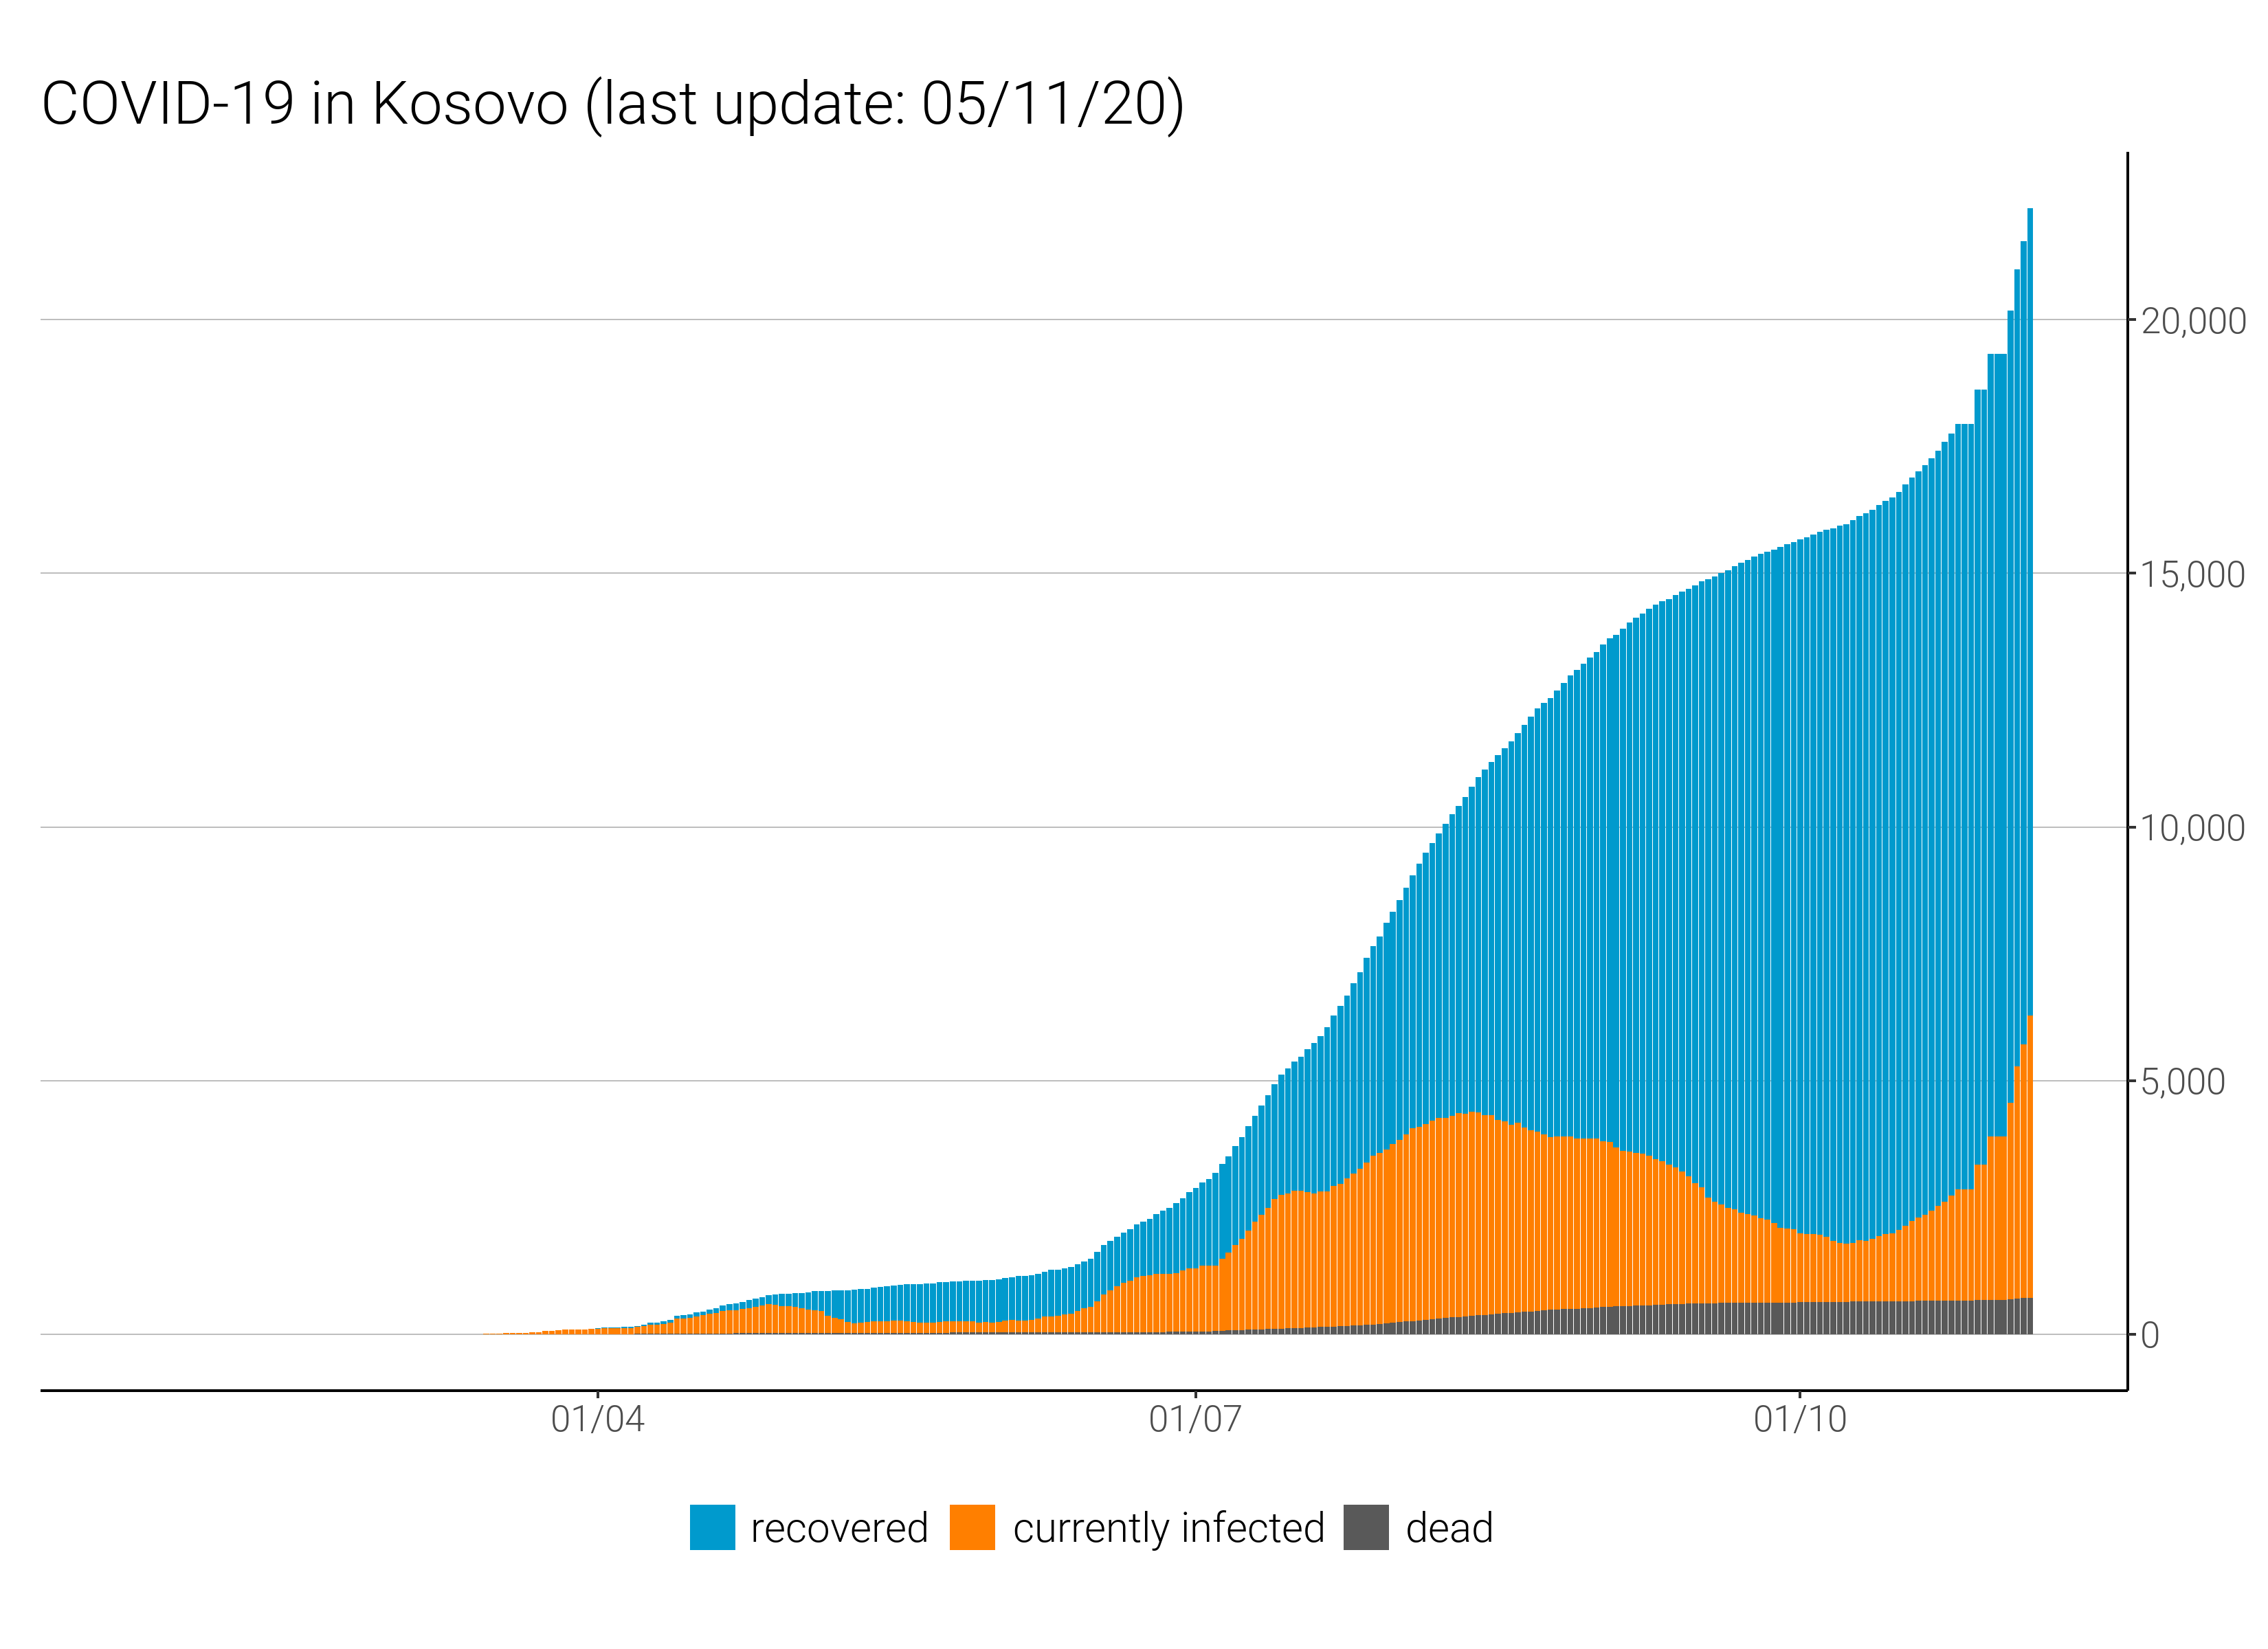 COVID-19 in Kosovo (last update: 05/11/20)
20,000
15,000
10,000
5,000
0
01/04 01/07 01/10
recovered currently infected dead